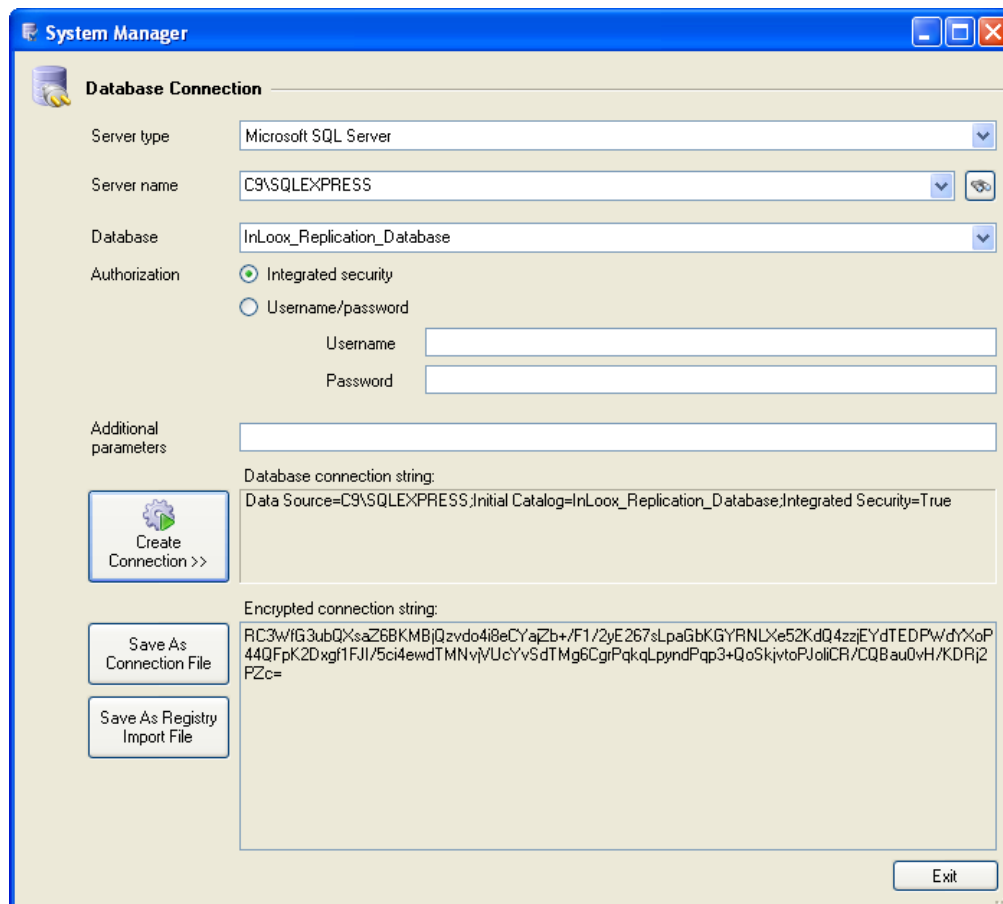 System Manager
Database Connection
Server type
Microsoft SQL Server
Server name
C9\SQLEXPRESS
Database
InLoox_Replication_Database
Authorization
Integrated security
Username/password
Username
Password
Additional
parameters
Database connection string:
Create
Connection >>
Data Source=C9\SQLEXPRESS;Initial Catalog=InLoox_Replication_Database;Integrated Security=True
Encrypted connection string:
Save As
Connection File
RC3WfG3ubQXsaZ6BKMBjQzvdo4i8eCYajZb+/F1/2yE267sLpaGbKGYRNLXe52KdQ4zzjEYdTEDPWdYXoP
44QFpK2Dxgf1FJI/5ci4ewdTMNvjVUcYvSdTMg6CgrPqkqLpyndPqp3+QoSkjvtoPJoliCR/CQBau0vH/KDRj2
PZc=
Save As Registry
Import File
Exit